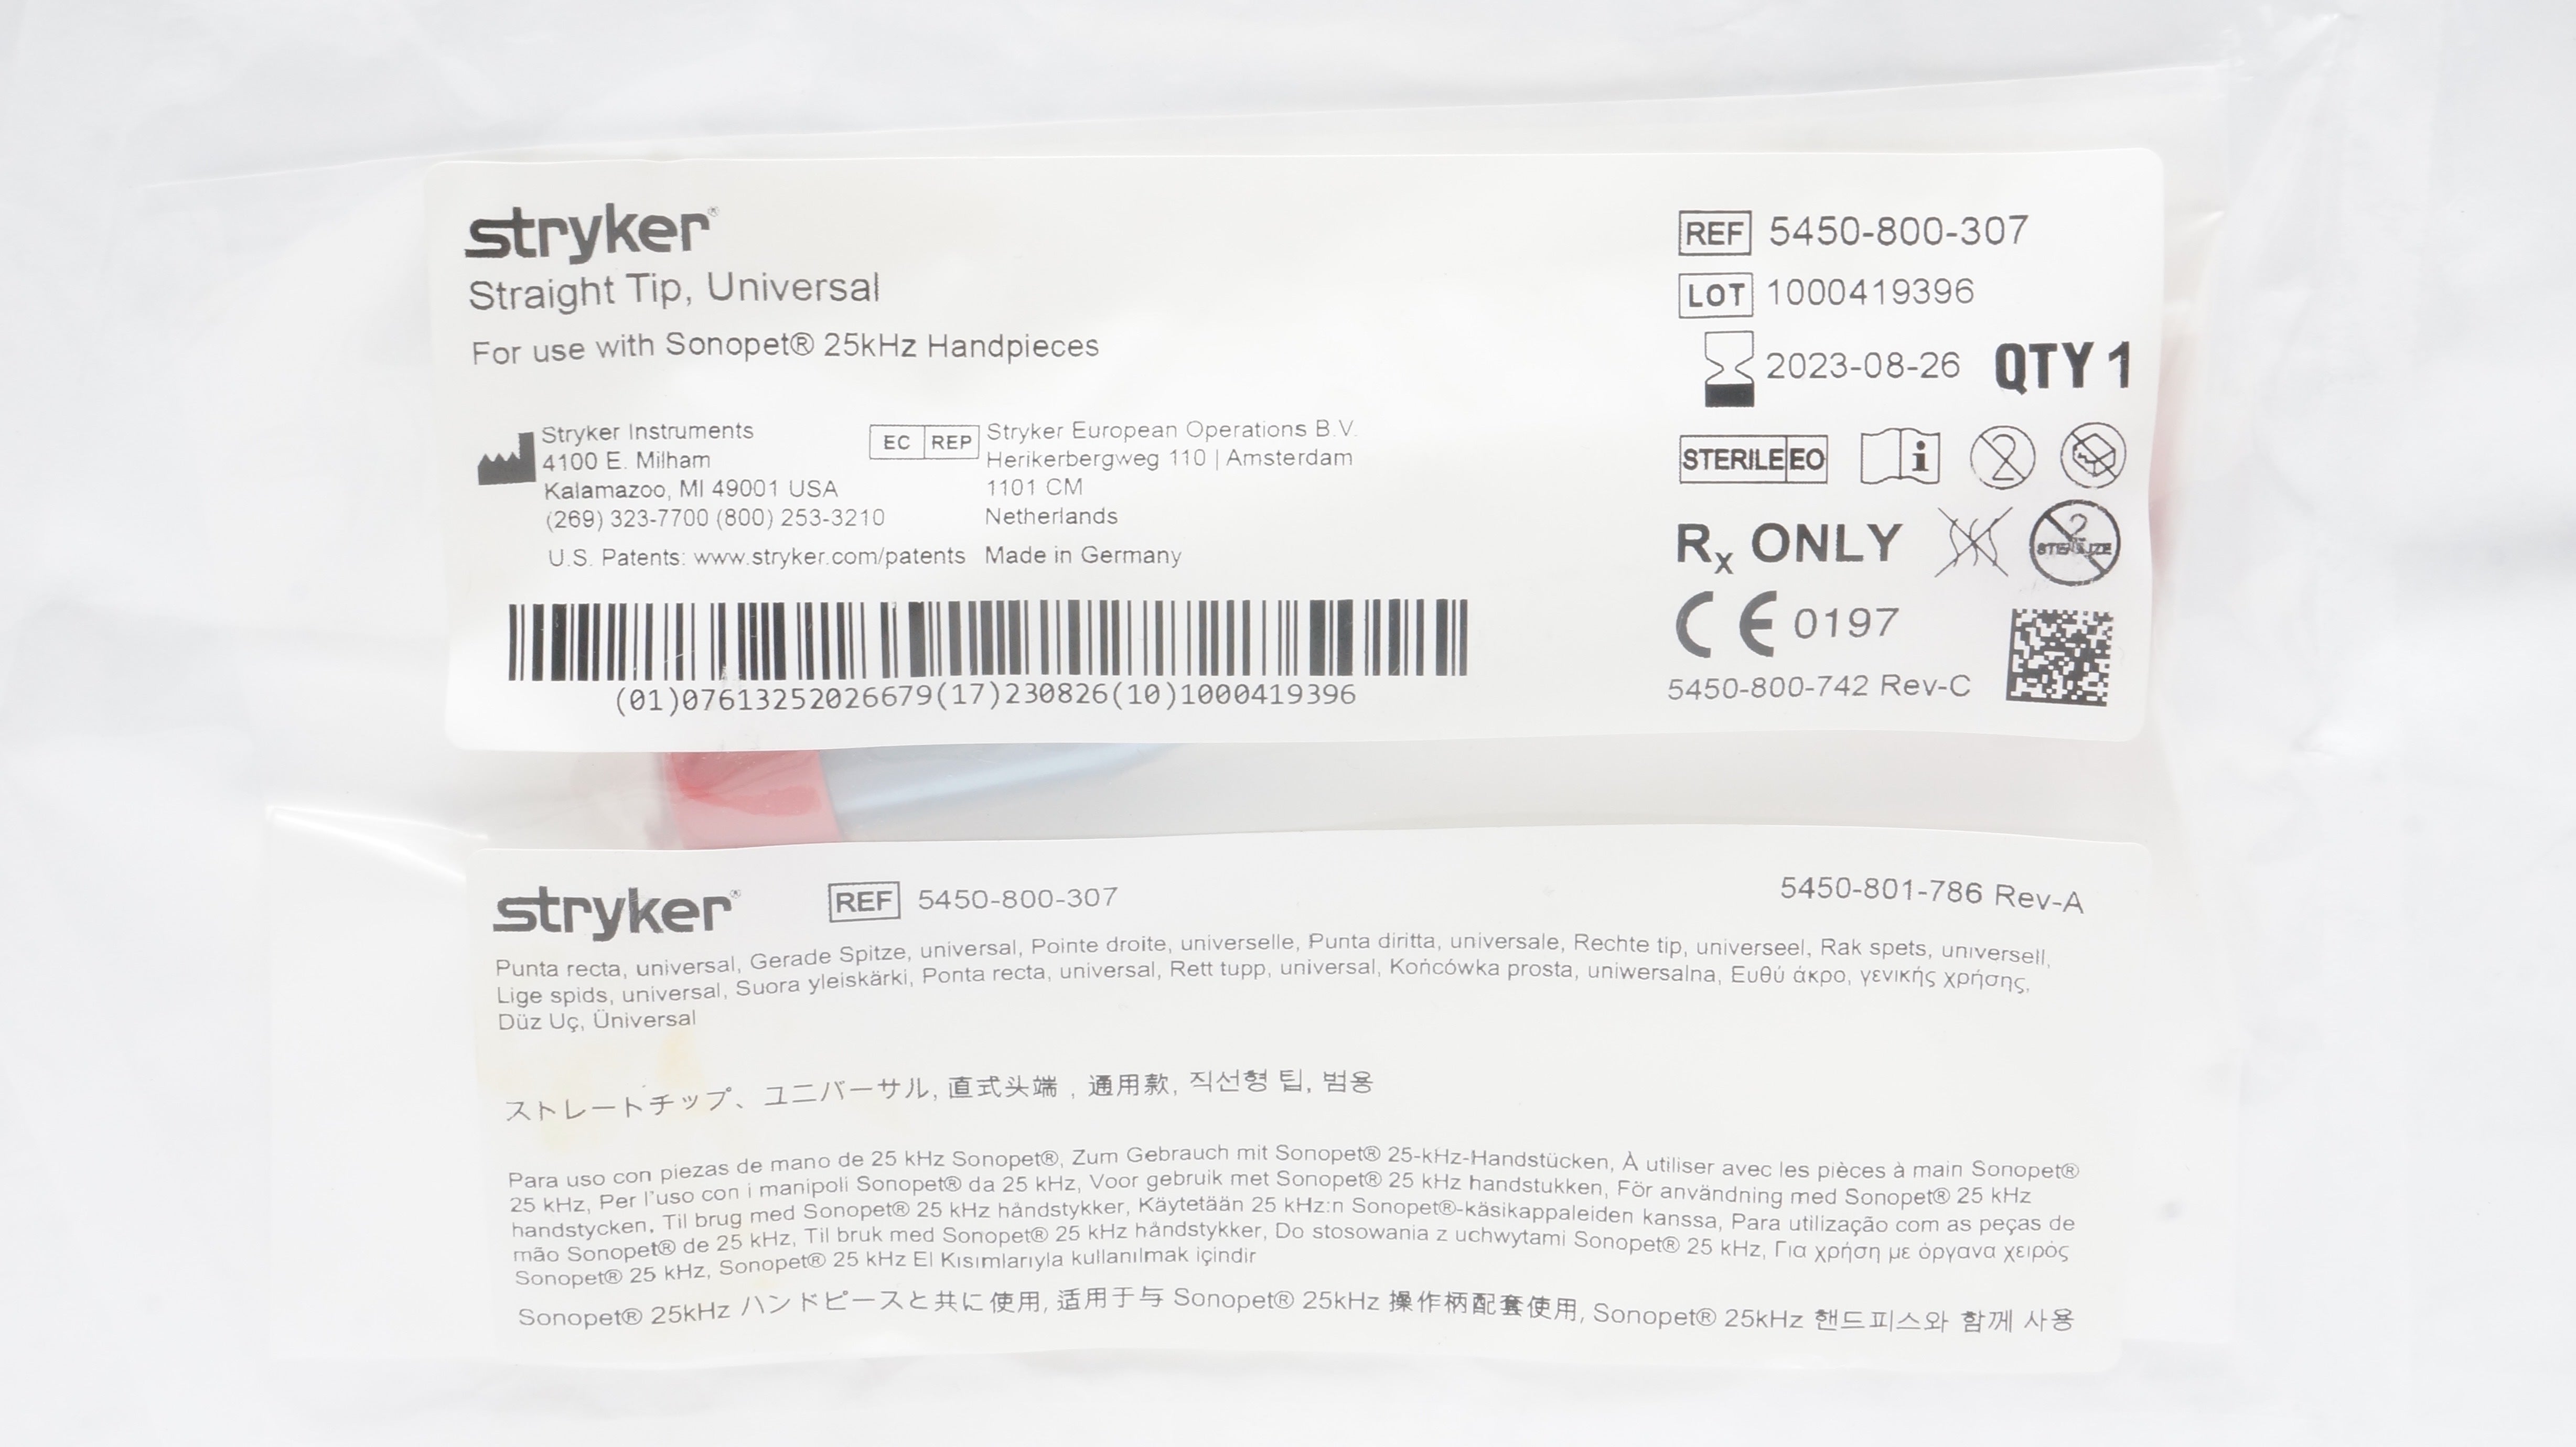 stryker®
Straight Tip, Universal
For use with Sonopet® 25kHz Handpieces
Stryker Instruments
4100 E. Milham
Kalamazoo, MI 49001 USA
(269) 323-7700 (800) 253-3210
U.S. Patents: www.stryker.com/patents
EC REP Stryker European Operations B.V.
Herikerbergweg 110 | Amsterdam
1101 CM
Netherlands
Made in Germany
(01)07613252026679(17)230826(10)1000419396
REF 5450-800-307
LOT 1000419396
2023-08-26 QTY 1
STERILE EO i 2
Rx ONLY 2 STERILIZE
CE 0197
5450-800-742 Rev-C
stryker® REF 5450-800-307 5450-801-786 Rev-A
Punta recta, universal, Gerade Spitze, universal, Pointe droite, universelle, Punta diritta, universale, Rechte tip, universeel, Rak spets, universell,
Lige spids, universal, Suora yleiskärki, Ponta recta, universal, Rett tupp, universal, Końcówka prosta, uniwersalna, Ευθύ άκρο, γενικής χρήσης,
Düz Uç, Üniversal
ストレートチップ、ユニバーサル, 直式头端 , 通用款, 직선형 팁, 범용
Para uso con piezas de mano de 25 kHz Sonopet®, Zum Gebrauch mit Sonopet® 25-kHz-Handstücken, À utiliser avec les pièces à main Sonopet®
25 kHz, Per l'uso con i manipoli Sonopet® da 25 kHz, Voor gebruik met Sonopet® 25 kHz handstukken, För användning med Sonopet® 25 kHz
handstycken, Til brug med Sonopet® 25 kHz håndstykker, Käytetään 25 kHz:n Sonopet®-käsikappaleiden kanssa, Para utilização com as peças de
mão Sonopet® de 25 kHz, Til bruk med Sonopet® 25 kHz håndstykker, Do stosowania z uchwytami Sonopet® 25 kHz, Για χρήση με όργανα χειρός
Sonopet® 25 kHz, Sonopet® 25 kHz El Kısımlarıyla kullanılmak içindir
Sonopet® 25kHz ハンドピースと共に使用, 适用于与 Sonopet® 25kHz 操作柄配套使用, Sonopet® 25kHz 핸드피스와 함께 사용